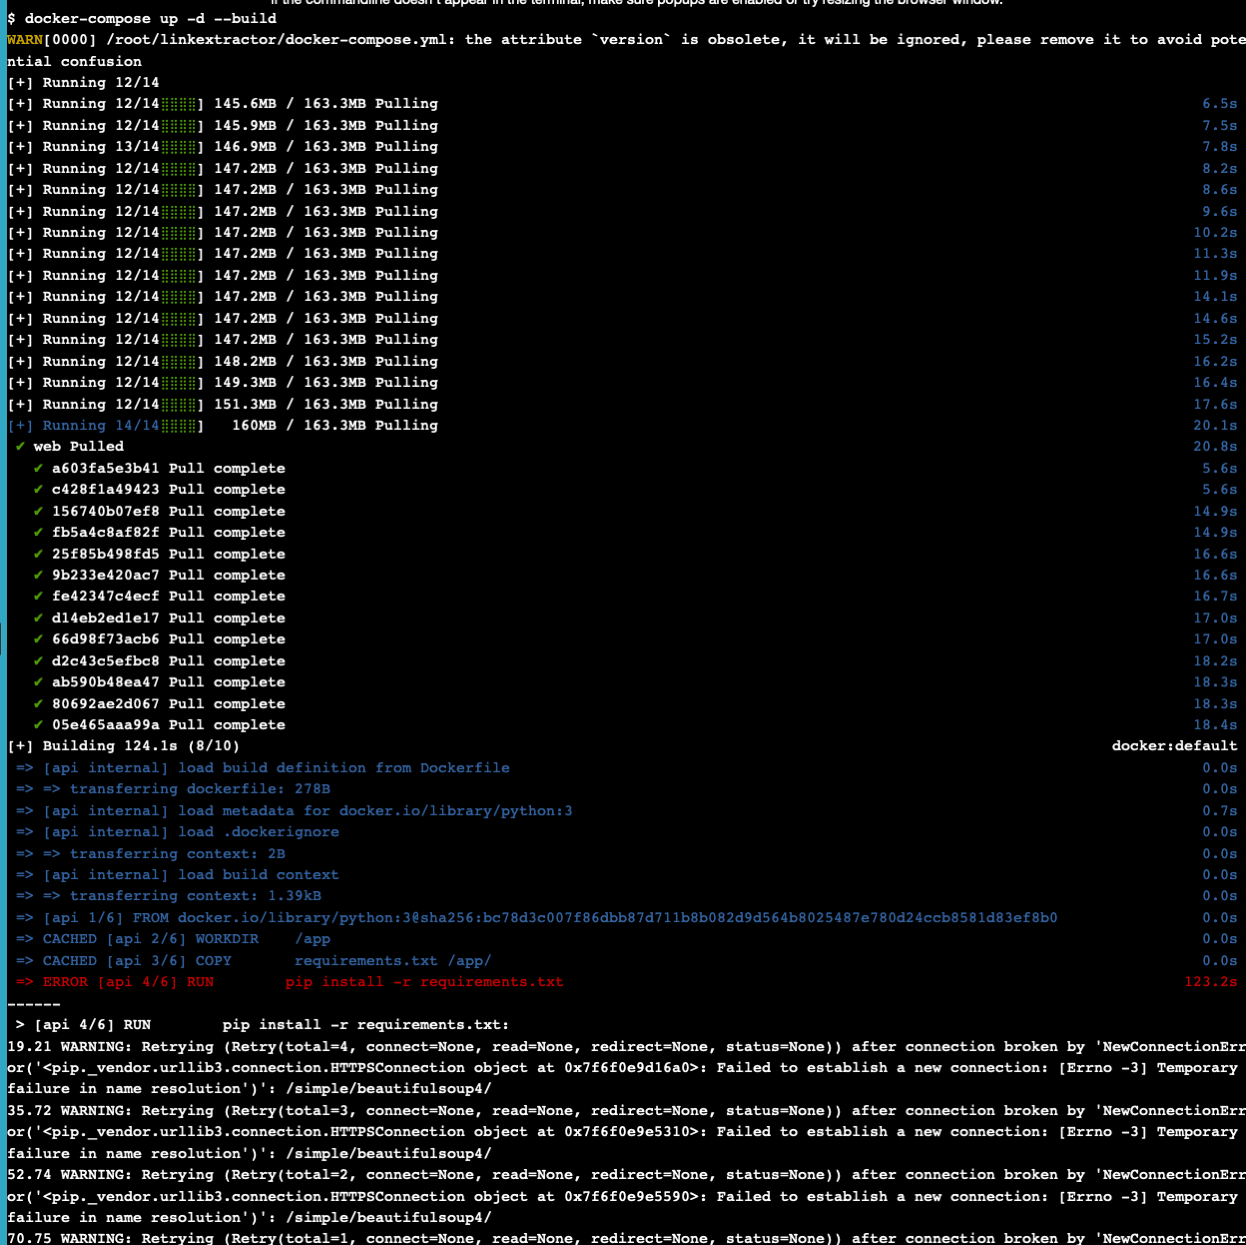 if the commandline doesn't appear in the terminal, make sure popups are enabled or try resizing the browser window.
$ docker-compose up -d --build
WARN[0000] /root/linkextractor/docker-compose.yml: the attribute `version` is obsolete, it will be ignored, please remove it to avoid pote
ntial confusion
[+] Running 12/14
[+] Running 12/14⣿⣿⣿⣿] 145.6MB / 163.3MB Pulling 6.5s
[+] Running 12/14⣿⣿⣿⣿] 145.9MB / 163.3MB Pulling 7.5s
[+] Running 13/14⣿⣿⣿⣿] 146.9MB / 163.3MB Pulling 7.8s
[+] Running 12/14⣿⣿⣿⣿] 147.2MB / 163.3MB Pulling 8.2s
[+] Running 12/14⣿⣿⣿⣿] 147.2MB / 163.3MB Pulling 8.6s
[+] Running 12/14⣿⣿⣿⣿] 147.2MB / 163.3MB Pulling 9.6s
[+] Running 12/14⣿⣿⣿⣿] 147.2MB / 163.3MB Pulling 10.2s
[+] Running 12/14⣿⣿⣿⣿] 147.2MB / 163.3MB Pulling 11.3s
[+] Running 12/14⣿⣿⣿⣿] 147.2MB / 163.3MB Pulling 11.9s
[+] Running 12/14⣿⣿⣿⣿] 147.2MB / 163.3MB Pulling 14.1s
[+] Running 12/14⣿⣿⣿⣿] 147.2MB / 163.3MB Pulling 14.6s
[+] Running 12/14⣿⣿⣿⣿] 147.2MB / 163.3MB Pulling 15.2s
[+] Running 12/14⣿⣿⣿⣿] 148.2MB / 163.3MB Pulling 16.2s
[+] Running 12/14⣿⣿⣿⣿] 149.3MB / 163.3MB Pulling 16.4s
[+] Running 12/14⣿⣿⣿⣿] 151.3MB / 163.3MB Pulling 17.6s
[+] Running 14/14⣿⣿⣿⣿] 160MB / 163.3MB Pulling 20.1s
✔ web Pulled 20.8s
✔ a603fa5e3b41 Pull complete 5.6s
✔ c428f1a49423 Pull complete 5.6s
✔ 156740b07ef8 Pull complete 14.9s
✔ fb5a4c8af82f Pull complete 14.9s
✔ 25f85b498fd5 Pull complete 16.6s
✔ 9b233e420ac7 Pull complete 16.6s
✔ fe42347c4ecf Pull complete 16.7s
✔ d14eb2ed1e17 Pull complete 17.0s
✔ 66d98f73acb6 Pull complete 17.0s
✔ d2c43c5efbc8 Pull complete 18.2s
✔ ab590b48ea47 Pull complete 18.3s
✔ 80692ae2d067 Pull complete 18.3s
✔ 05e465aaa99a Pull complete 18.4s
[+] Building 124.1s (8/10) docker:default
=> [api internal] load build definition from Dockerfile 0.0s
=> => transferring dockerfile: 278B 0.0s
=> [api internal] load metadata for docker.io/library/python:3 0.7s
=> [api internal] load .dockerignore 0.0s
=> => transferring context: 2B 0.0s
=> [api internal] load build context 0.0s
=> => transferring context: 1.39kB 0.0s
=> [api 1/6] FROM docker.io/library/python:3@sha256:bc78d3c007f86dbb87d711b8b082d9d564b8025487e780d24ccb8581d83ef8b0 0.0s
=> CACHED [api 2/6] WORKDIR /app 0.0s
=> CACHED [api 3/6] COPY requirements.txt /app/ 0.0s
=> ERROR [api 4/6] RUN pip install -r requirements.txt 123.2s
------
> [api 4/6] RUN pip install -r requirements.txt:
19.21 WARNING: Retrying (Retry(total=4, connect=None, read=None, redirect=None, status=None)) after connection broken by 'NewConnectionErr
or('<pip._vendor.urllib3.connection.HTTPSConnection object at 0x7f6f0e9d16a0>: Failed to establish a new connection: [Errno -3] Temporary
failure in name resolution')': /simple/beautifulsoup4/
35.72 WARNING: Retrying (Retry(total=3, connect=None, read=None, redirect=None, status=None)) after connection broken by 'NewConnectionErr
or('<pip._vendor.urllib3.connection.HTTPSConnection object at 0x7f6f0e9e5310>: Failed to establish a new connection: [Errno -3] Temporary
failure in name resolution')': /simple/beautifulsoup4/
52.74 WARNING: Retrying (Retry(total=2, connect=None, read=None, redirect=None, status=None)) after connection broken by 'NewConnectionErr
or('<pip._vendor.urllib3.connection.HTTPSConnection object at 0x7f6f0e9e5590>: Failed to establish a new connection: [Errno -3] Temporary
failure in name resolution')': /simple/beautifulsoup4/
70.75 WARNING: Retrying (Retry(total=1, connect=None, read=None, redirect=None, status=None)) after connection broken by 'NewConnectionErr